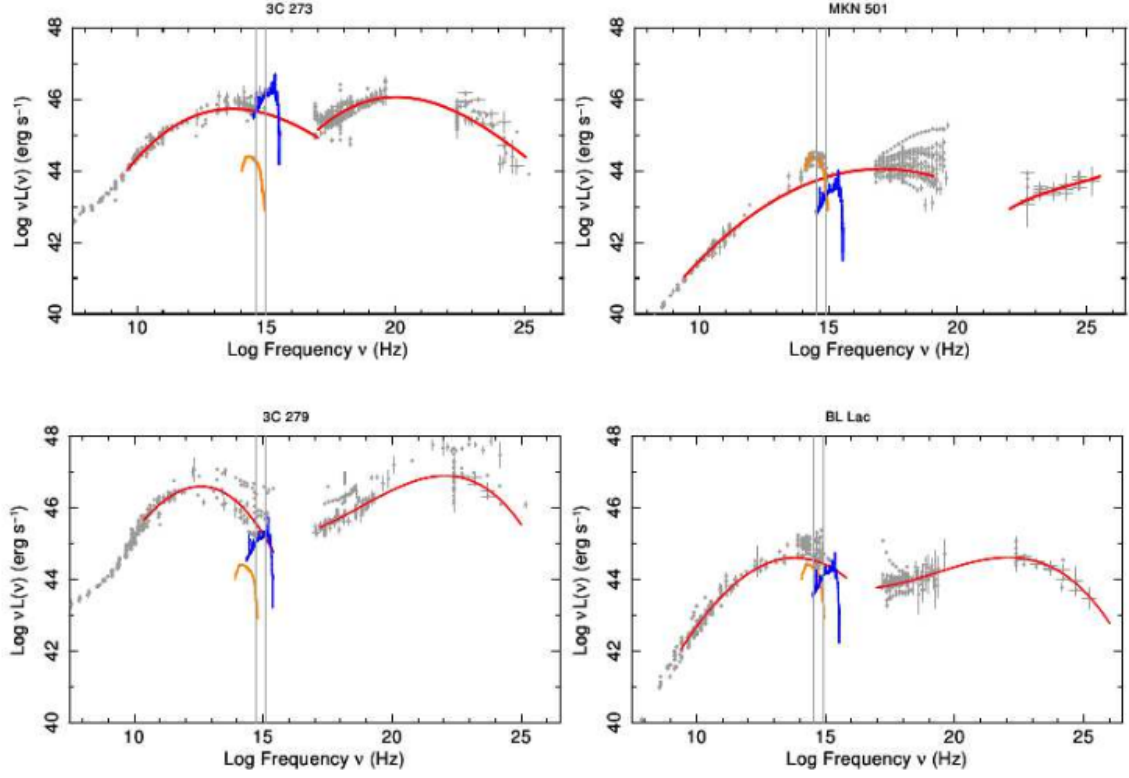 3C 273
48
46
44
42
40
Log νL(ν) (erg s⁻¹)
10 15 20 25
Log Frequency ν (Hz)
MKN 501
48
46
44
42
40
Log νL(ν) (erg s⁻¹)
10 15 20 25
Log Frequency ν (Hz)
3C 279
48
46
44
42
40
Log νL(ν) (erg s⁻¹)
10 15 20 25
Log Frequency ν (Hz)
BL Lac
48
46
44
42
40
Log νL(ν) (erg s⁻¹)
10 15 20 25
Log Frequency ν (Hz)